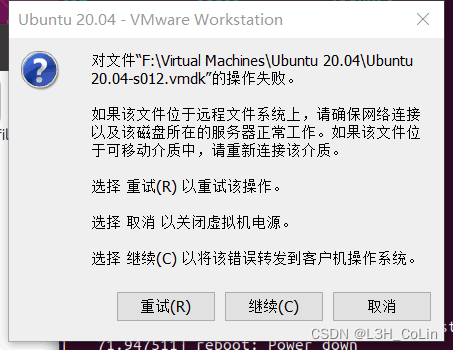 Ubuntu 20.04 - VMware Workstation
对文件“F:\Virtual Machines\Ubuntu 20.04\Ubuntu
20.04-s012.vmdk”的操作失败。
如果该文件位于远程文件系统上，请确保网络连接
以及该磁盘所在的服务器正常工作。如果该文件位
于可移动介质中，请重新连接该介质。
选择 重试(R) 以重试该操作。
选择 取消 以关闭虚拟机电源。
选择 继续(C) 以将该错误转发到客户机操作系统。
重试(R)
继续(C)
取消
CSDN @L3H_CoLin
71.947511] reboot: Power down